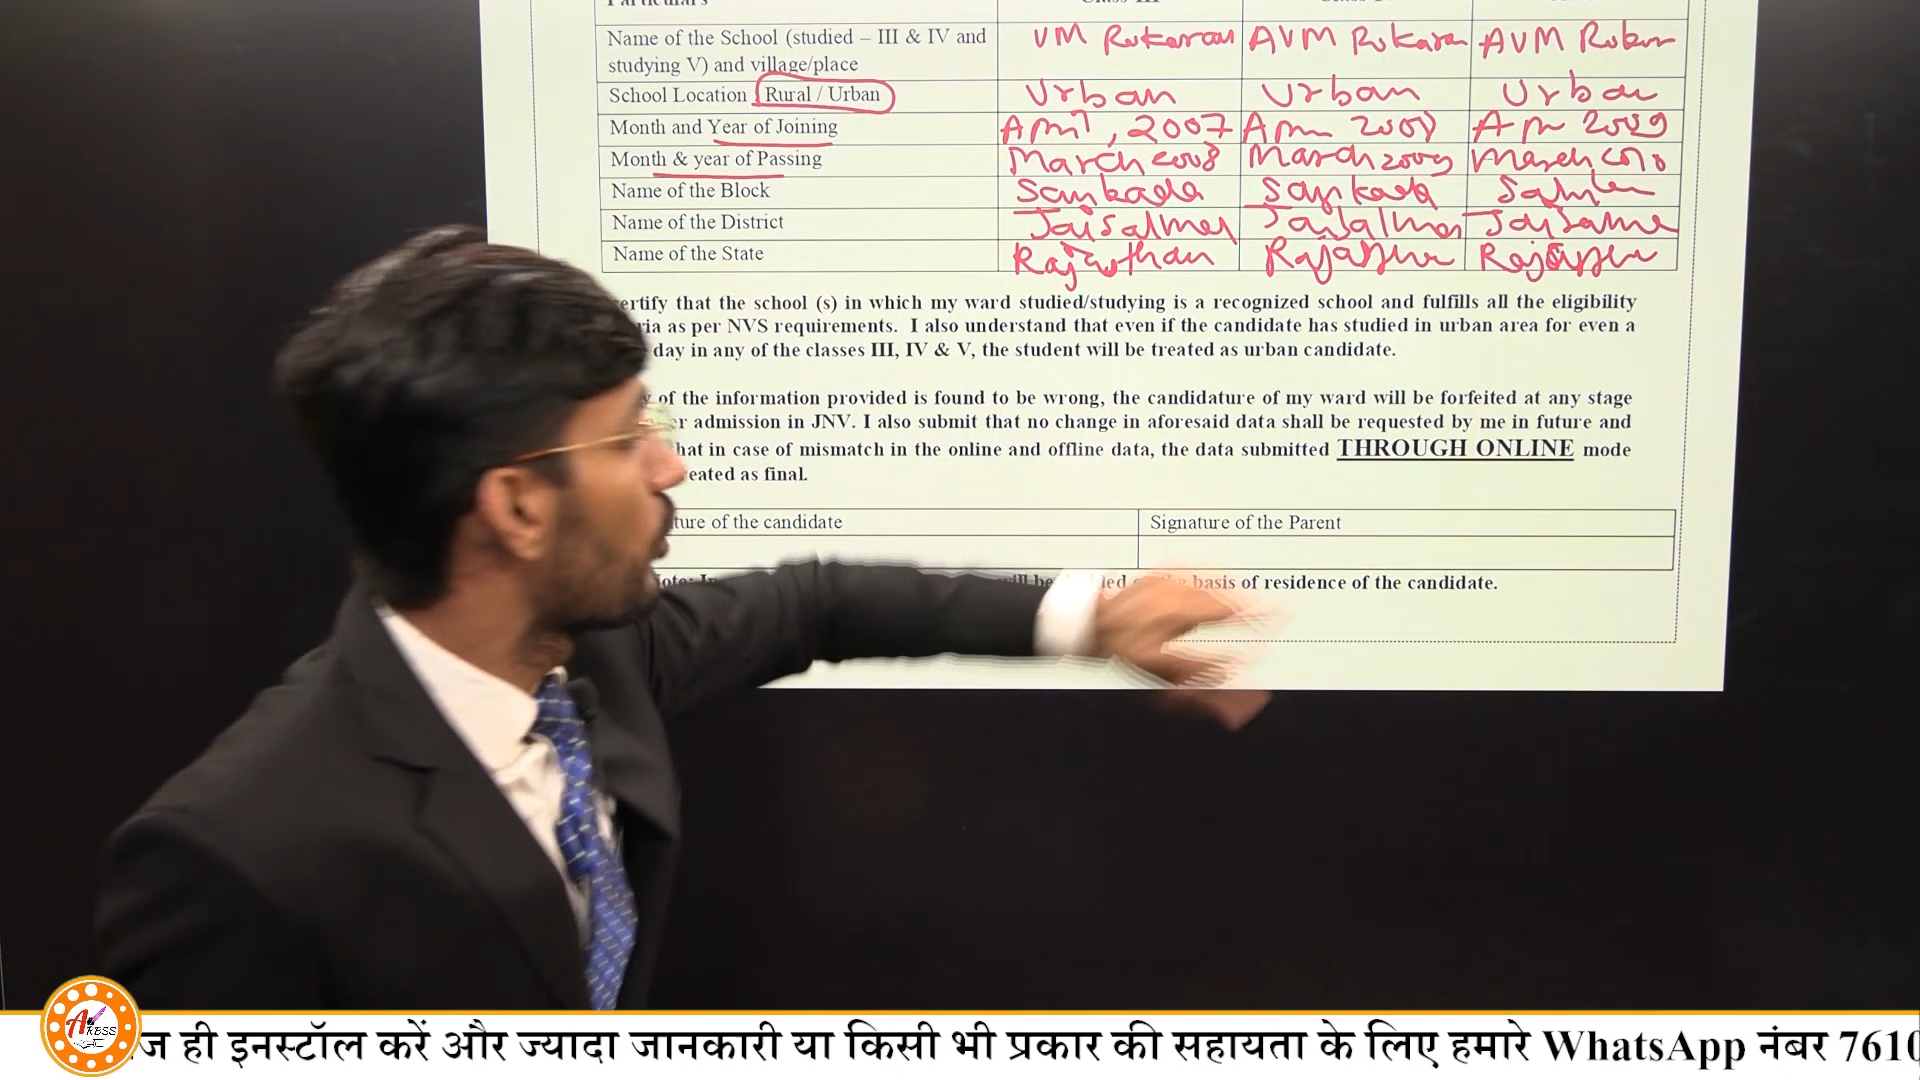 Particulars
Name of the School (studied – III & IV and VM Rukaran AVM Rukaran AVM
studying V) and village/place
School Location Rural / Urban Urban Urban Urban
Month and Year of Joining April, 2007
Month & year of Passing March 2008 March 2009 March
Name of the Block Sankada Sankada
Name of the District Jaisalmer
Name of the State Rajasthan
ertify that the school (s) in which my ward studied/studying is a recognized school and fulfills all the eligibility
ria as per NVS requirements. I also understand that even if the candidate has studied in urban area for even a
day in any of the classes III, IV & V, the student will be treated as urban candidate.
of the information provided is found to be wrong, the candidature of my ward will be forfeited at any stage
er admission in JNV. I also submit that no change in aforesaid data shall be requested by me in future and
hat in case of mismatch in the online and offline data, the data submitted THROUGH ONLINE mode
eated as final.
ture of the candidate Signature of the Parent
basis of residence of the candidate.
ARBSS
ज ही इनस्टॉल करें और ज्यादा जानकारी या किसी भी प्रकार की सहायता के लिए हमारे WhatsApp नंबर 7610